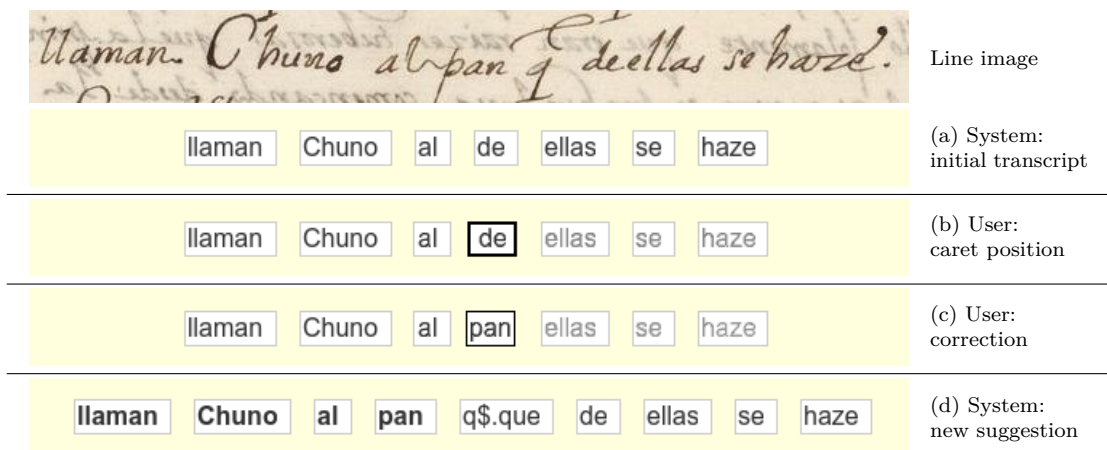 llaman. Chuno al pan q̃ deellas se haze.
Line image
llaman Chuno al de ellas se haze
(a) System:
initial transcript
llaman Chuno al de ellas se haze
(b) User:
caret position
llaman Chuno al pan ellas se haze
(c) User:
correction
llaman Chuno al pan q$.que de ellas se haze
(d) System:
new suggestion